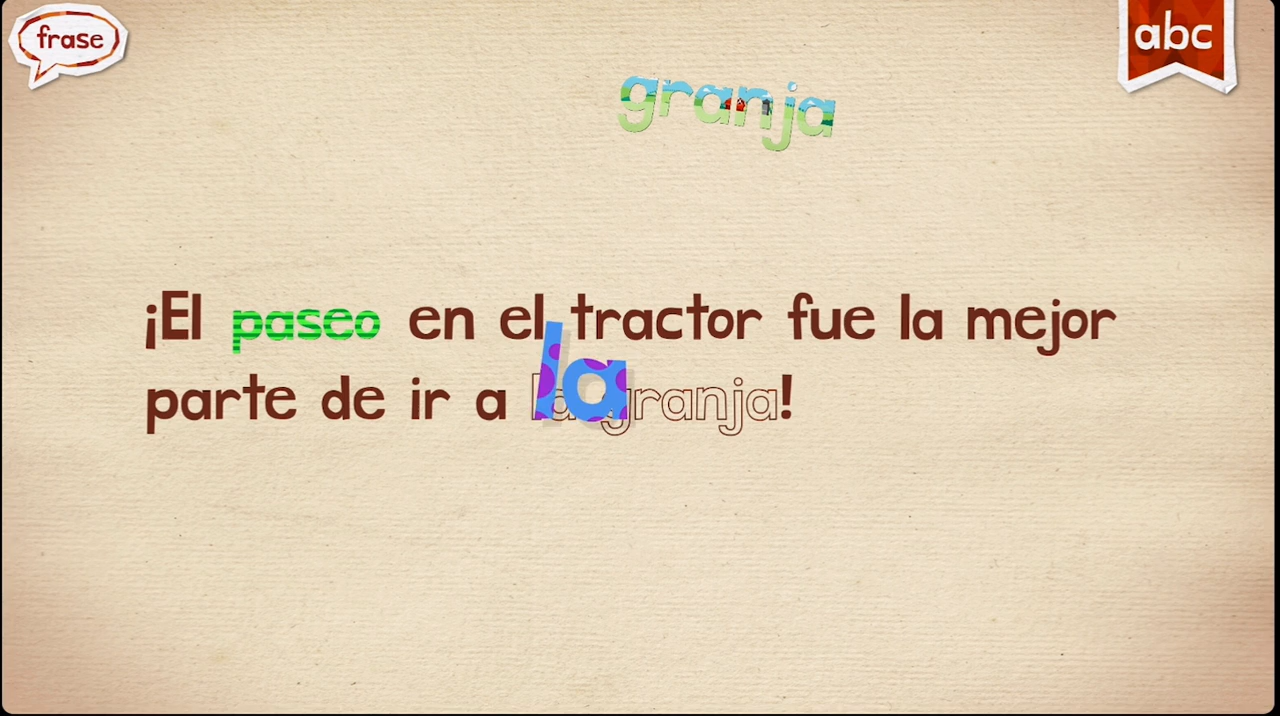 frase
abc
granja
¡El paseo en el tractor fue la mejor
parte de ir a la granja!